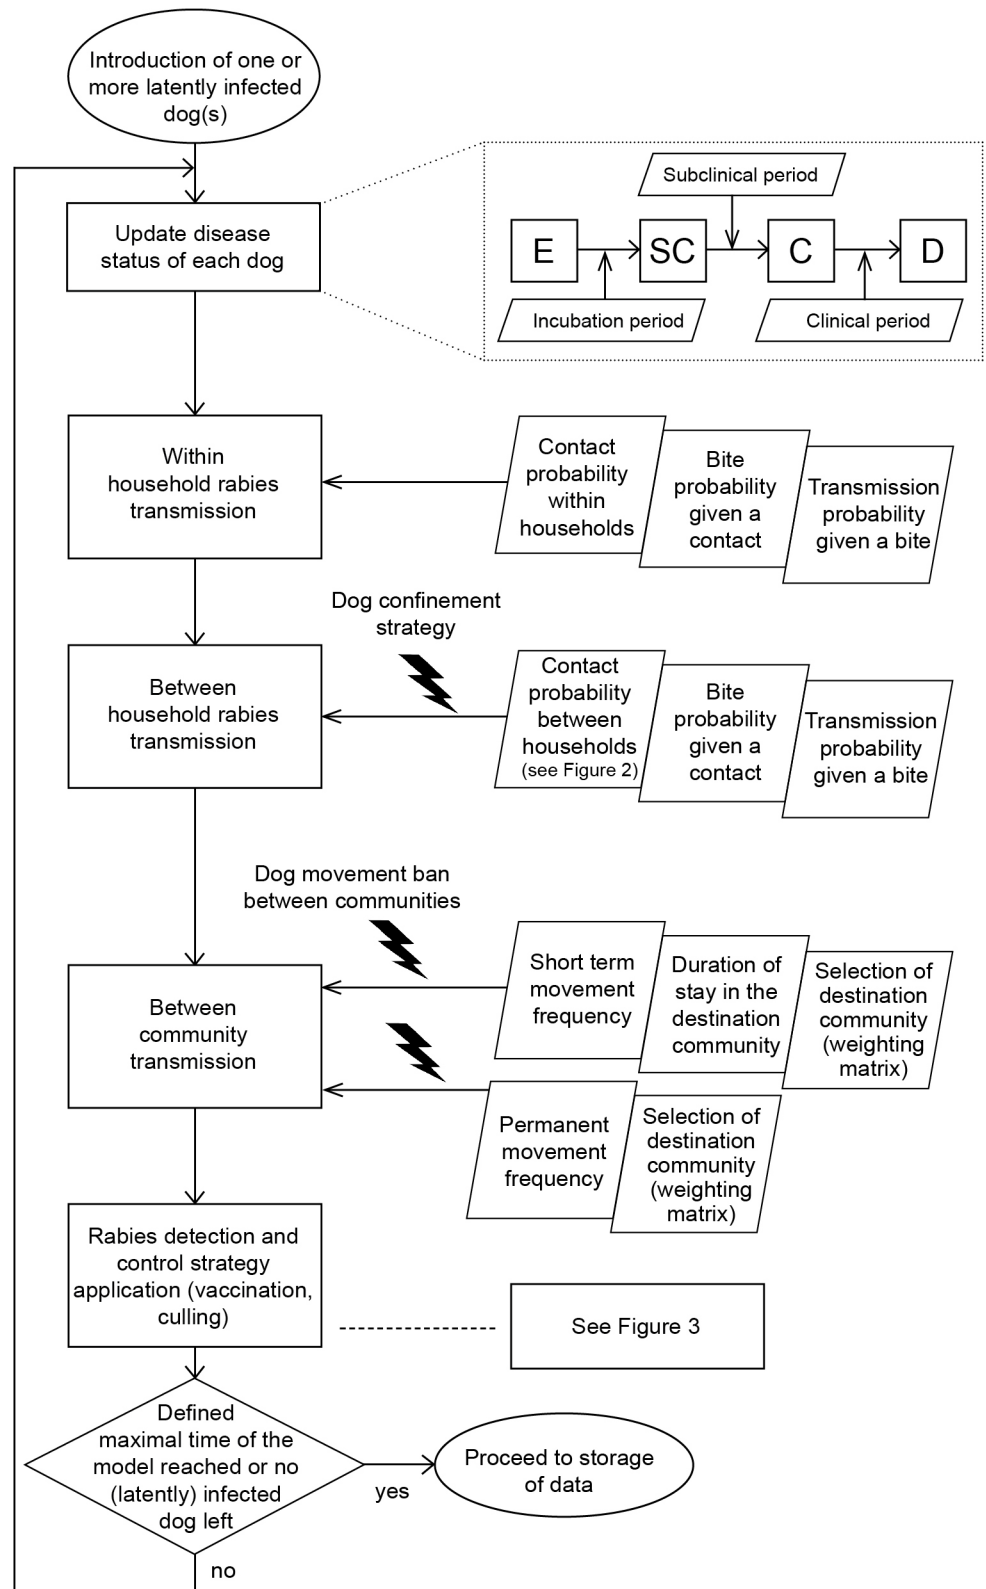 Introduction of one or
more latently infected
dog(s)
Update disease
status of each dog
Subclinical period
E
SC
C
D
Incubation period
Clinical period
Within
household rabies
transmission
Contact
probability
within
households
Bite
probability
given a
contact
Transmission
probability
given a bite
Dog confinement
strategy
Between
household rabies
transmission
Contact
probability
between
households
(see Figure 2)
Bite
probability
given a
contact
Transmission
probability
given a bite
Dog movement ban
between communities
Between
community
transmission
Short term
movement
frequency
Duration of
stay in the
destination
community
Selection of
destination
community
(weighting
matrix)
Permanent
movement
frequency
Selection of
destination
community
(weighting
matrix)
Rabies detection and
control strategy
application (vaccination,
culling)
See Figure 3
Defined
maximal time of the
model reached or no
(latently) infected
dog left
yes
Proceed to storage
of data
no